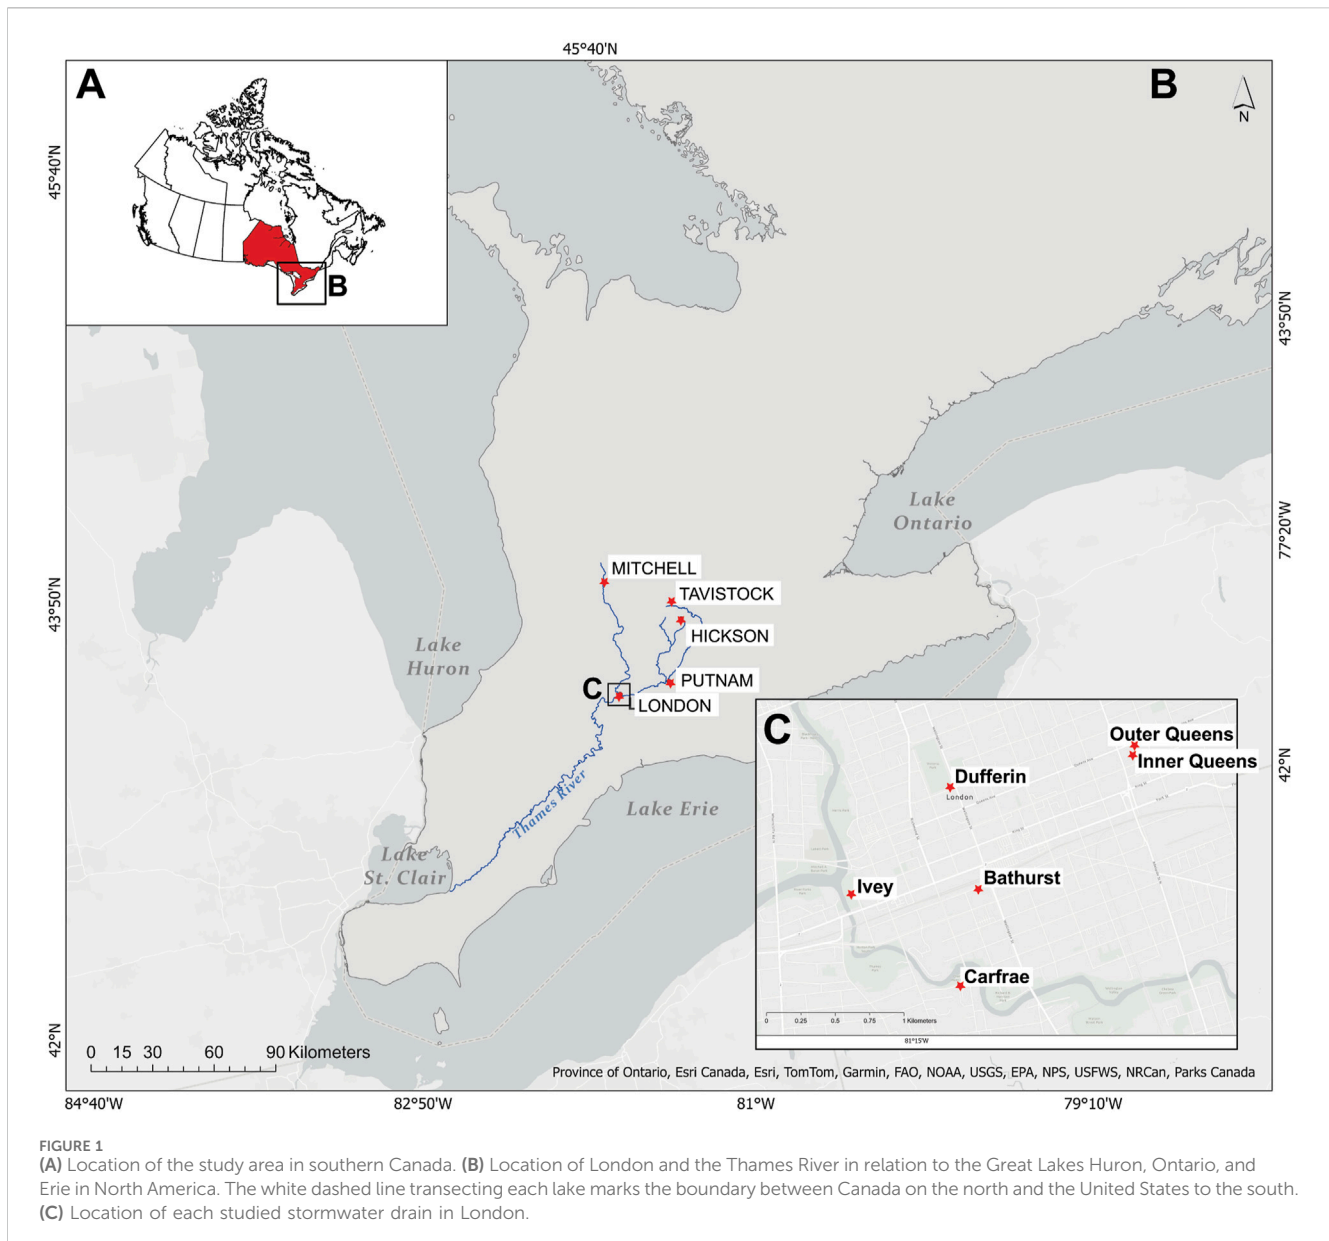 45°40'N
A
B
N
45°40'N
B
43°50'N
Lake
Ontario
77°20'W
MITCHELL
TAVISTOCK
43°50'N
HICKSON
Lake
Huron
PUTNAM
C
LONDON
C
Outer Queens
Inner Queens
42°N
Dufferin
London
Thames River
Lake Erie
Lake
St. Clair
Bathurst
Ivey
Carfrae
0 0.25 0.5 0.75 1 Kilometers
81°15'W
42°N
0 15 30 60 90 Kilometers
Province of Ontario, Esri Canada, Esri, TomTom, Garmin, FAO, NOAA, USGS, EPA, NPS, USFWS, NRCan, Parks Canada
84°40'W 82°50'W 81°W 79°10'W
FIGURE 1
(A) Location of the study area in southern Canada. (B) Location of London and the Thames River in relation to the Great Lakes Huron, Ontario, and
Erie in North America. The white dashed line transecting each lake marks the boundary between Canada on the north and the United States to the south.
(C) Location of each studied stormwater drain in London.